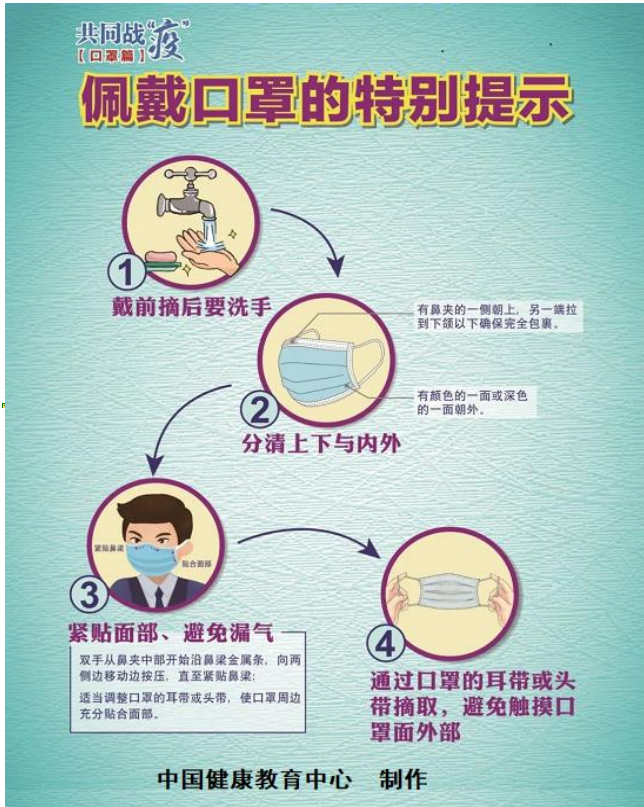 共同战“疫”
【口罩篇】
佩戴口罩的特别提示
1
戴前摘后要洗手
有鼻夹的一侧朝上，另一端拉
到下颌以下确保完全包裹。
有颜色的一面或深色
的一面朝外。
2
分清上下与内外
紧贴鼻梁
贴合面部
3
紧贴面部、避免漏气
双手从鼻夹中部开始沿鼻梁金属条，向两
侧边移动边按压，直至紧贴鼻梁；
适当调整口罩的耳带或头带，使口罩周边
充分贴合面部。
4
通过口罩的耳带或头
带摘取，避免触摸口
罩面外部
中国健康教育中心 制作